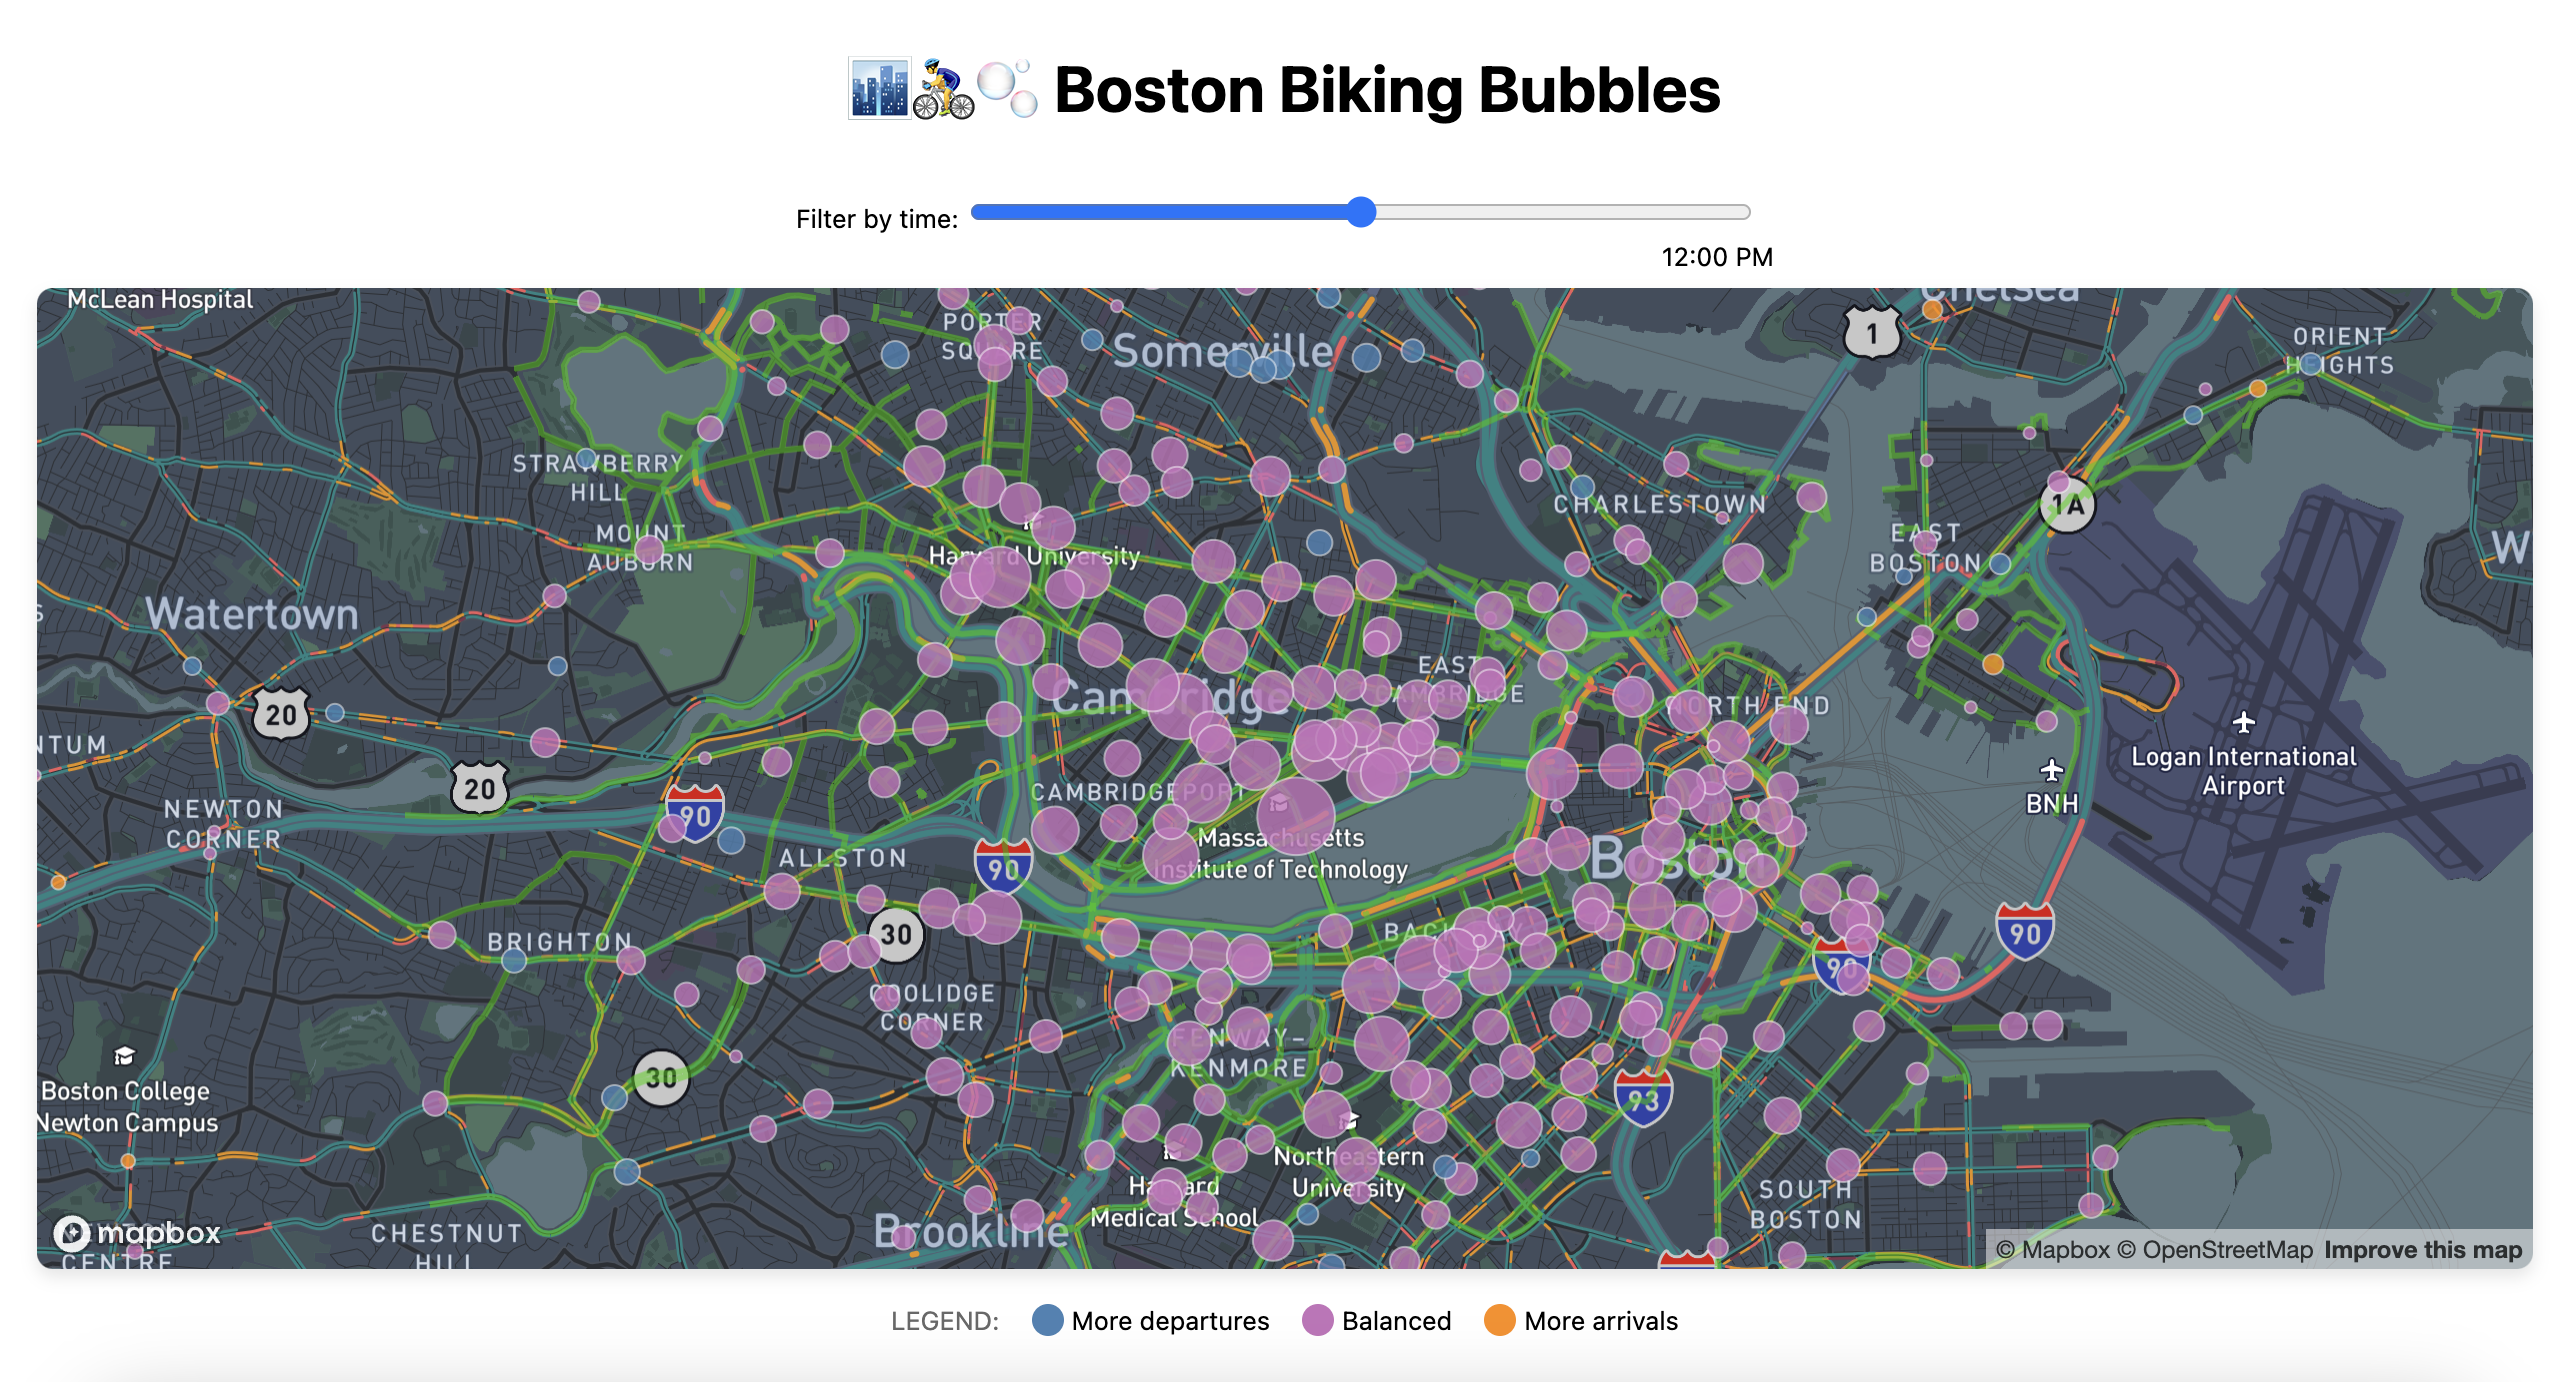 Boston Biking Bubbles
Filter by time:
12:00 PM
McLean Hospital
Chelsea
1
PORTER
SQUARE
Somerville
ORIENT
HEIGHTS
STRAWBERRY
HILL
CHARLESTOWN
1A
MOUNT
AUBURN
Harvard University
EAST
BOSTON
W
Watertown
S
EAST
CAMBRIDGE
Cambridge
NORTH END
20
NTUM
20
Logan International
Airport
CAMBRIDGEPORT
BNH
NEWTON
CORNER
90
Massachusetts
Institute of Technology
ALLSTON
90
Boston
30
90
BRIGHTON
90
COOLIDGE
CORNER
FENWAY-
KENMORE
30
93
Boston College
Newton Campus
Northeastern
University
Harvard
Medical School
SOUTH
BOSTON
Brookline
mapbox
NEWTON
CENTRE
CHESTNUT
HILL
© Mapbox © OpenStreetMap Improve this map
LEGEND: More departures Balanced More arrivals